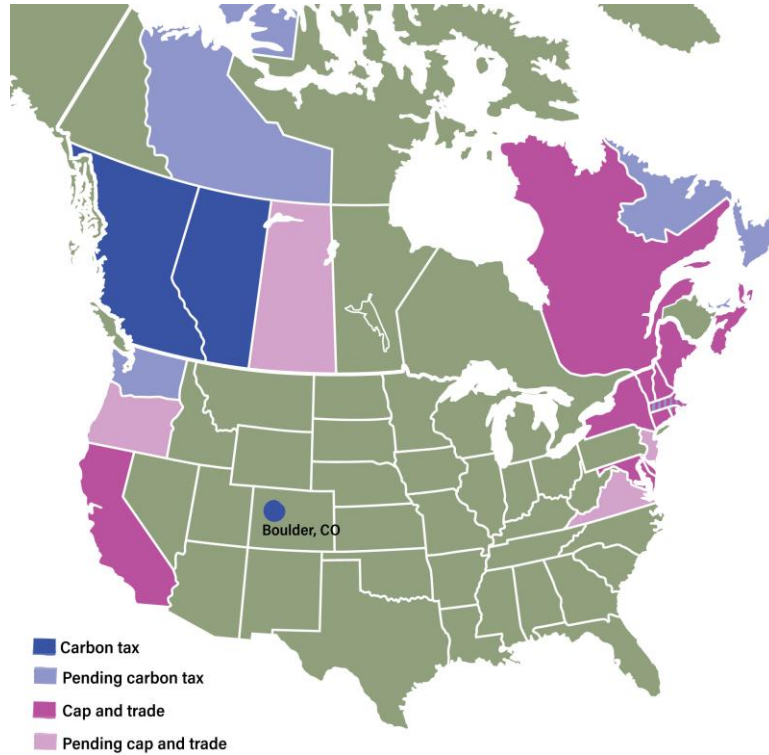 Boulder, CO
Carbon tax
Pending carbon tax
Cap and trade
Pending cap and trade